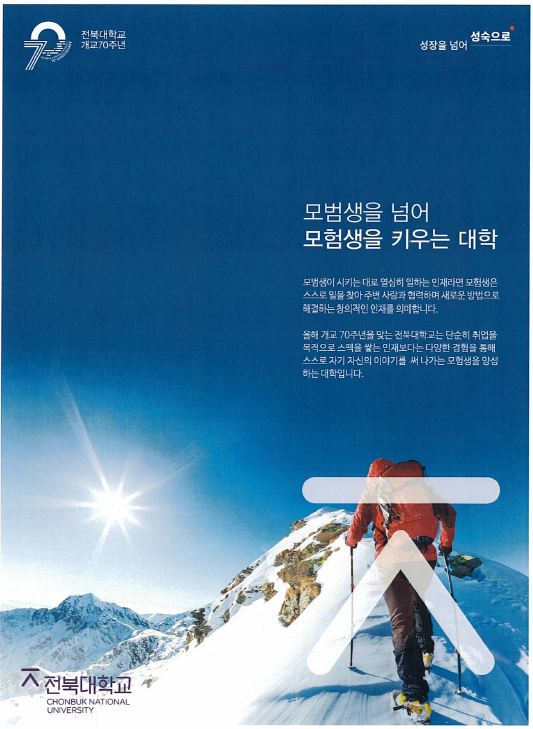 70
전북대학교
개교70주년
성장을 넘어 성숙으로
모범생을 넘어
모험생을 키우는 대학
모범생이 시키는 대로 열심히 일하는 인재라면 모험생은
스스로 일을 찾아 주변 사람과 협력하며 새로운 방법으로
해결하는 창의적인 인재를 의미합니다.
올해 개교 70주년을 맞는 전북대학교는 단순히 취업을
목적으로 스펙을 쌓는 인재보다는 다양한 경험을 통해
스스로 자기 자신의 이야기를 써 나가는 모험생을 양성
하는 대학입니다.
ㅈ
전북대학교
CHONBUK NATIONAL
UNIVERSITY